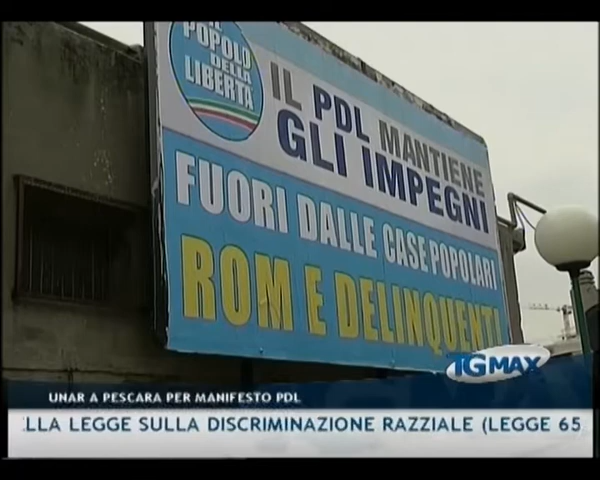 POPOLO
DELLA
LIBERTÀ
IL PDL MANTIENE
GLI IMPEGNI
FUORI DALLE CASE POPOLARI
ROM E DELINQUENTI
TG MAX
UNAR A PESCARA PER MANIFESTO PDL
LLA LEGGE SULLA DISCRIMINAZIONE RAZZIALE (LEGGE 65